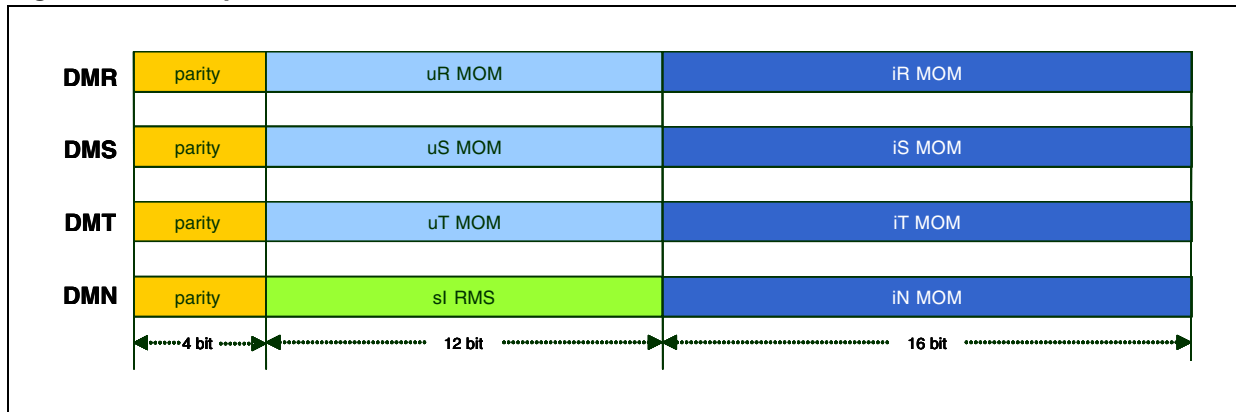 DMR parity uR MOM iR MOM
DMS parity uS MOM iS MOM
DMT parity uT MOM iT MOM
DMN parity sI RMS iN MOM
4 bit 12 bit 16 bit